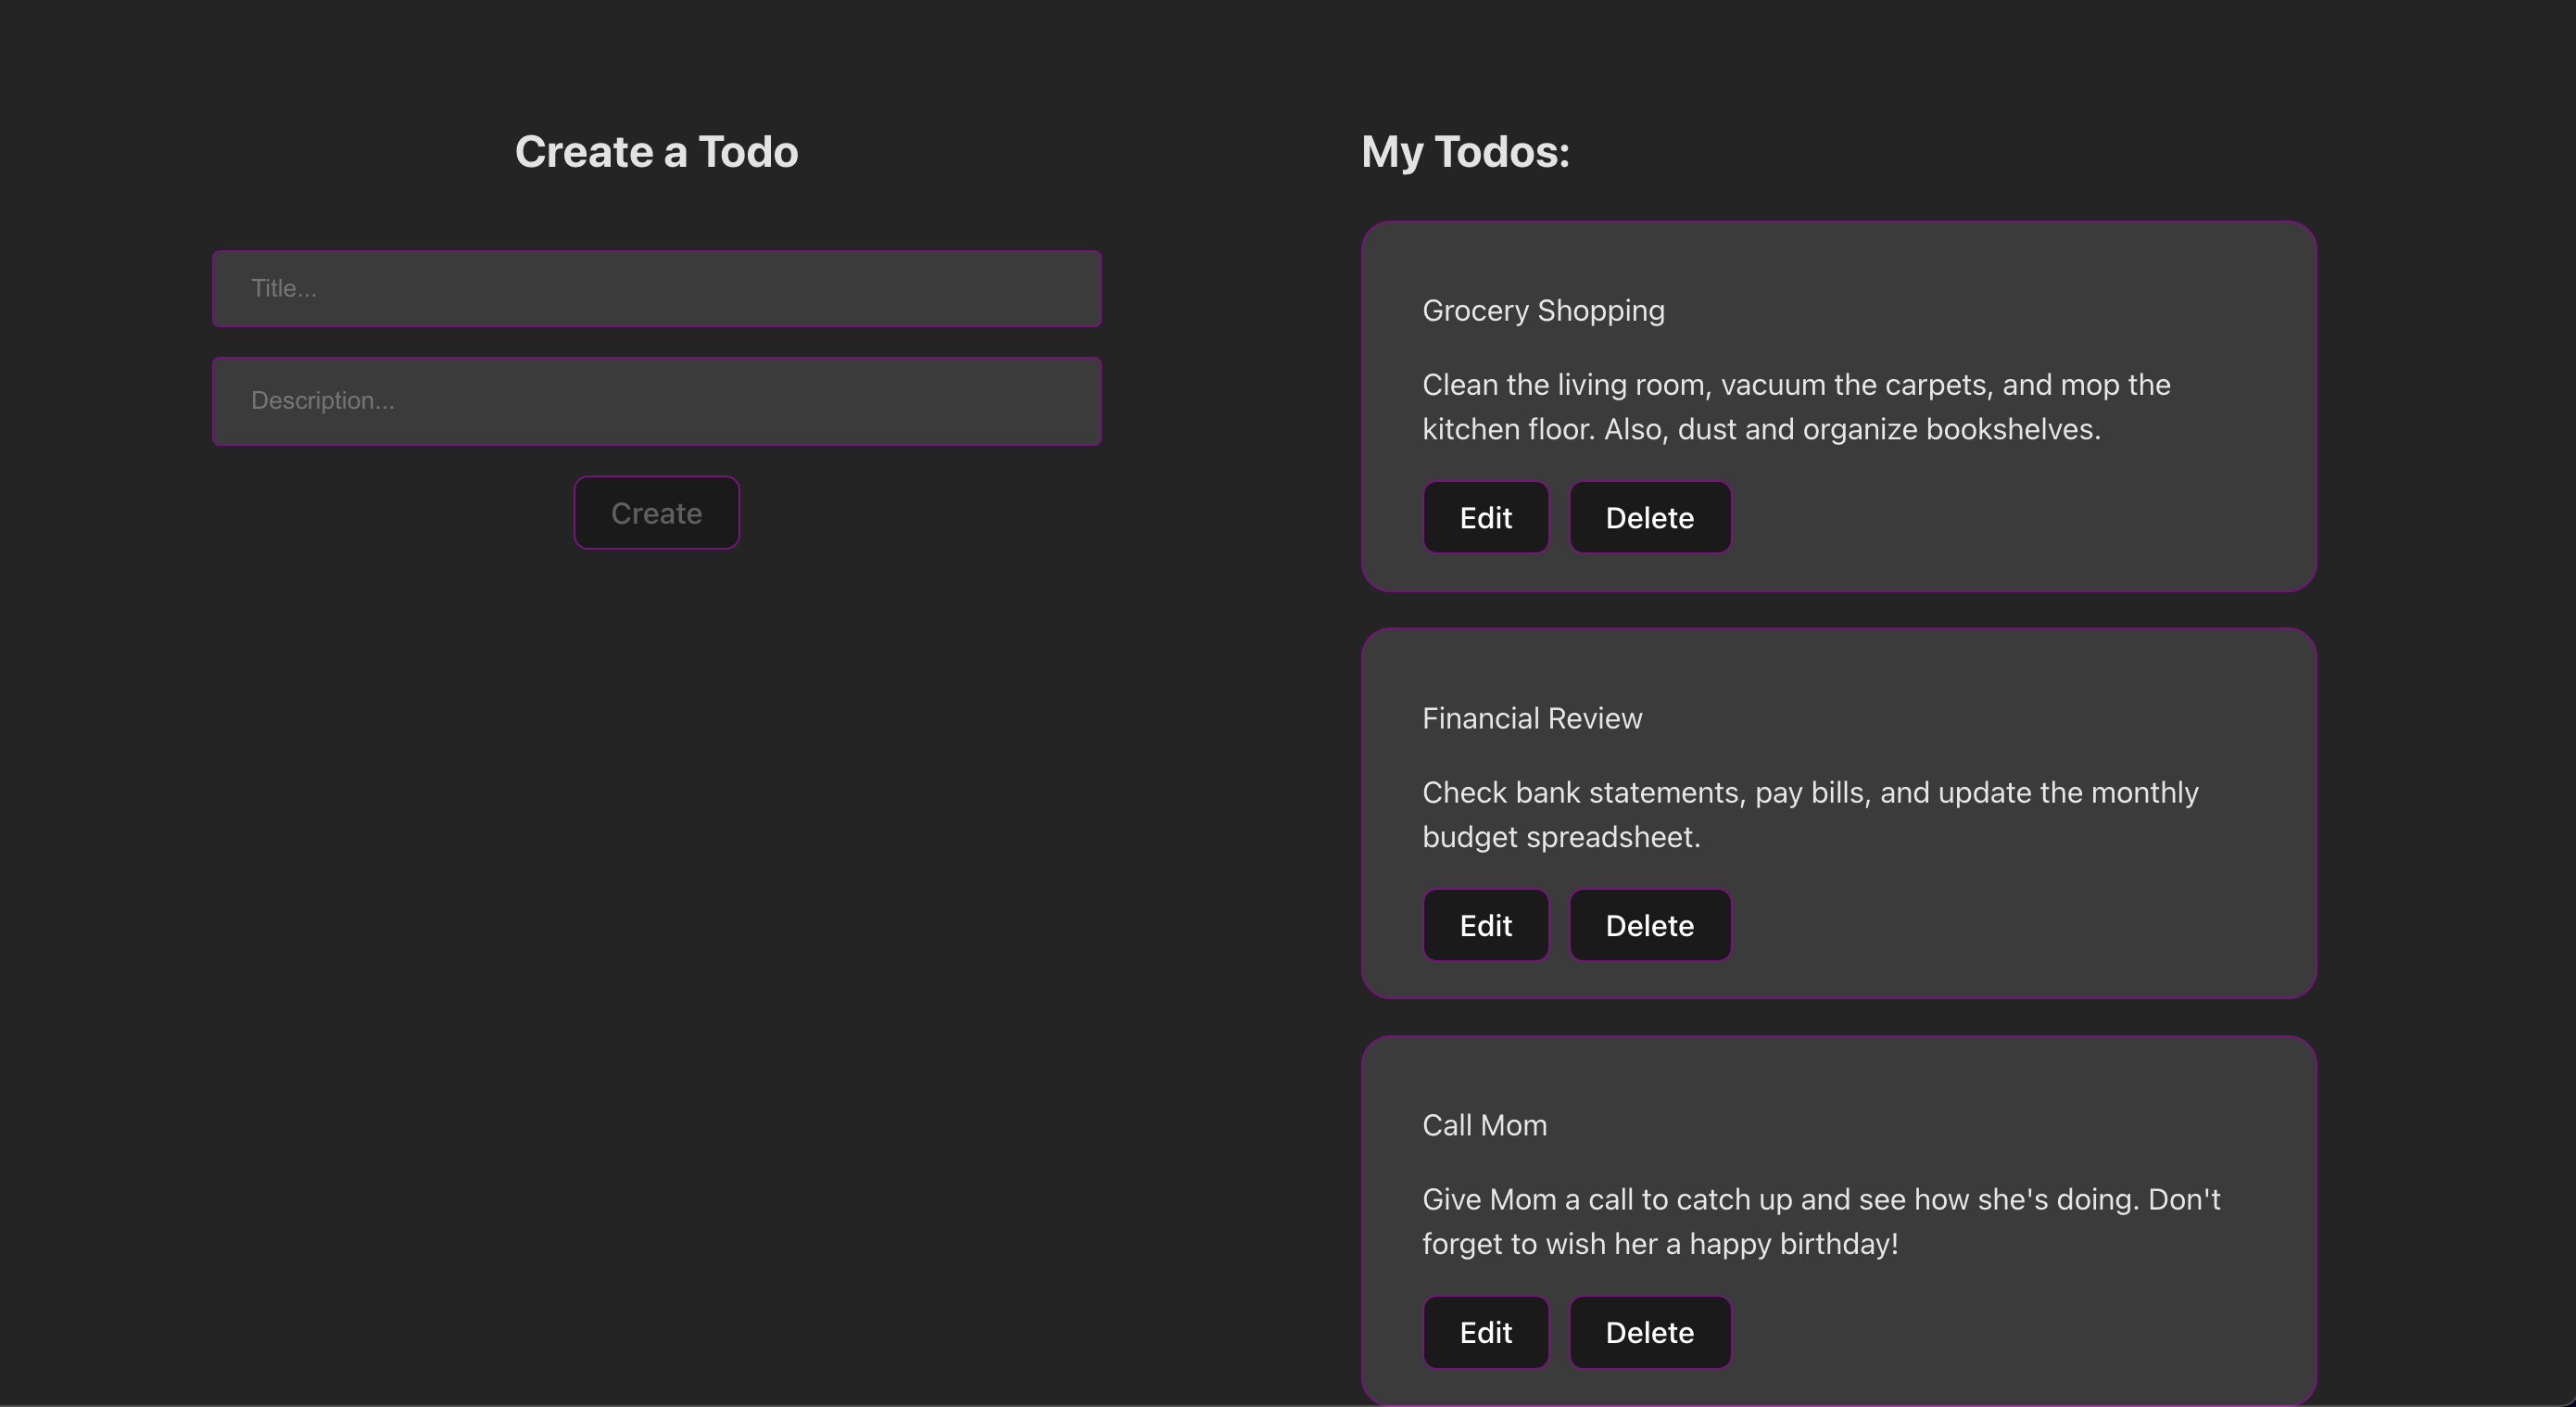 Create a Todo
Title...
Description...
Create
My Todos:
Grocery Shopping
Clean the living room, vacuum the carpets, and mop the
kitchen floor. Also, dust and organize bookshelves.
Edit Delete
Financial Review
Check bank statements, pay bills, and update the monthly
budget spreadsheet.
Edit Delete
Call Mom
Give Mom a call to catch up and see how she's doing. Don't
forget to wish her a happy birthday!
Edit Delete